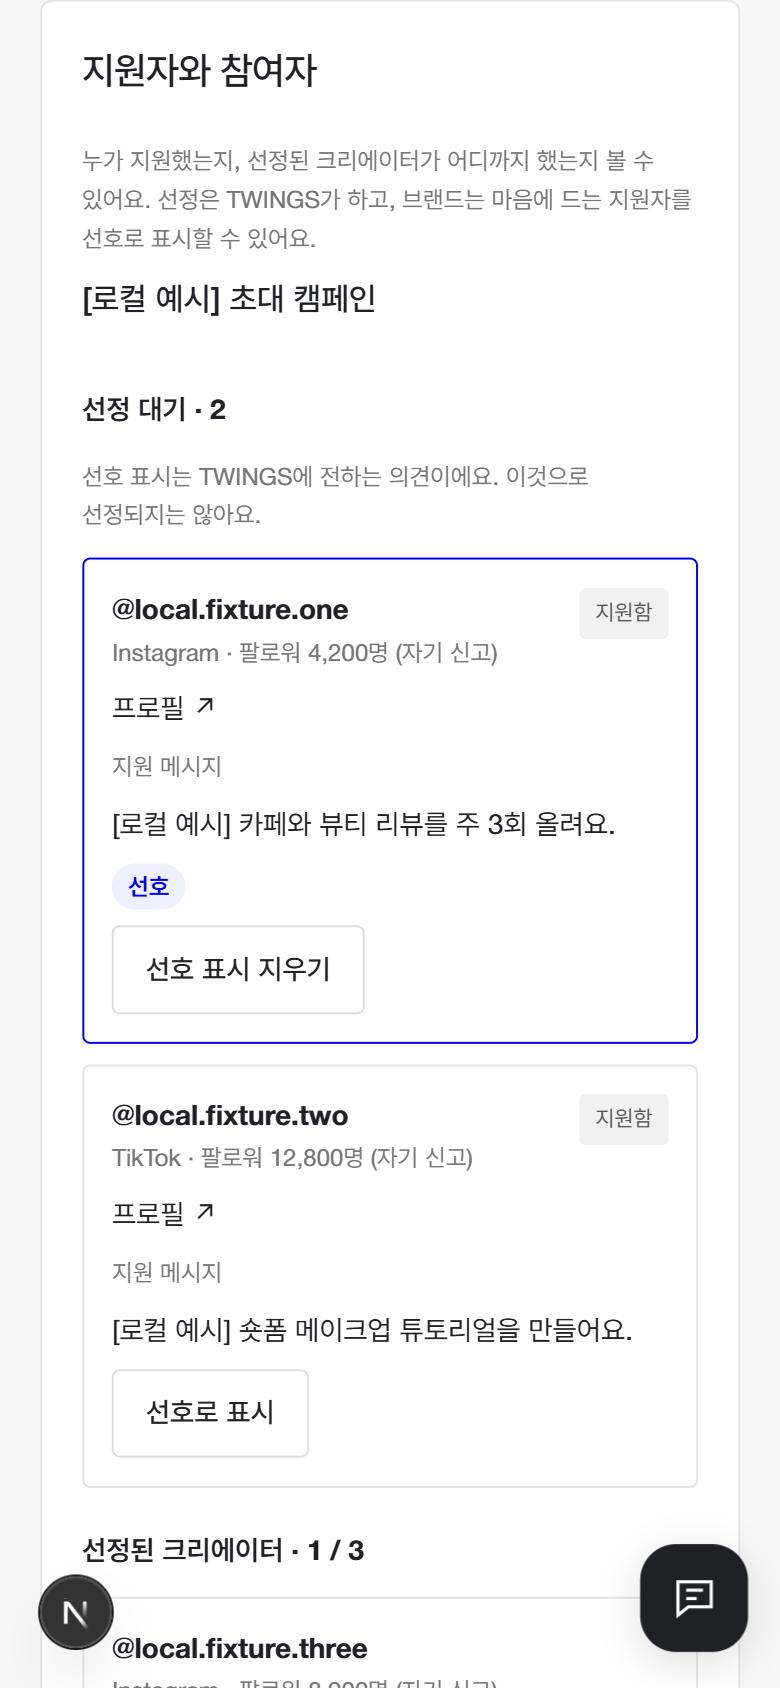 지원자와 참여자
누가 지원했는지, 선정된 크리에이터가 어디까지 했는지 볼 수
있어요. 선정은 TWINGS가 하고, 브랜드는 마음에 드는 지원자를
선호로 표시할 수 있어요.
[로컬 예시] 초대 캠페인
선정 대기 · 2
선호 표시는 TWINGS에 전하는 의견이에요. 이것으로
선정되지는 않아요.
@local.fixture.one
지원함
Instagram · 팔로워 4,200명 (자기 신고)
프로필 ↗
지원 메시지
[로컬 예시] 카페와 뷰티 리뷰를 주 3회 올려요.
선호
선호 표시 지우기
@local.fixture.two
지원함
TikTok · 팔로워 12,800명 (자기 신고)
프로필 ↗
지원 메시지
[로컬 예시] 숏폼 메이크업 튜토리얼을 만들어요.
선호로 표시
선정된 크리에이터 · 1 / 3
N
@local.fixture.three
Instagram · 팔로워 (자기 신고)